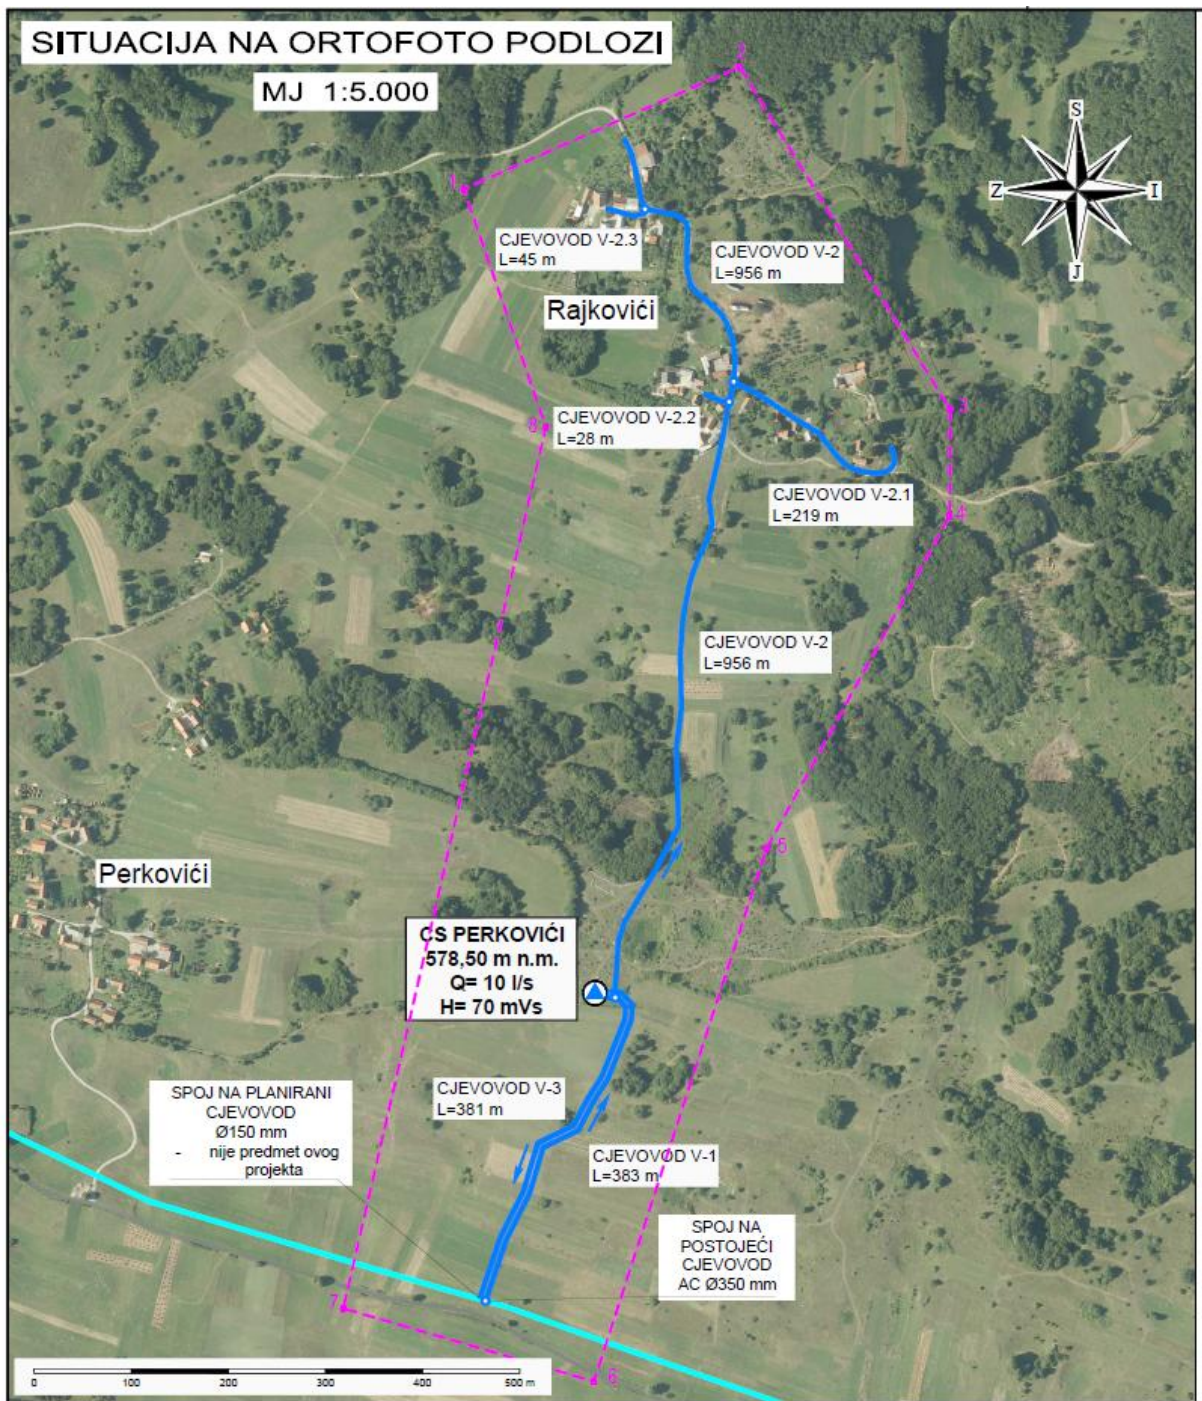 SITUACIJA NA ORTOFOTO PODLOZI
MJ 1:5.000
S
Z
I
J
2
1
CJEVOVOD V-2.3
L=45 m
CJEVOVOD V-2
L=956 m
Rajkovići
3
8
CJEVOVOD V-2.2
L=28 m
CJEVOVOD V-2.1
L=219 m
4
CJEVOVOD V-2
L=956 m
5
Perkovići
CS PERKOVIĆI
578,50 m n.m.
Q= 10 l/s
H= 70 mVs
CJEVOVOD V-3
L=381 m
SPOJ NA PLANIRANI
CJEVOVOD
Ø150 mm
- nije predmet ovog
projekta
CJEVOVOD V-1
L=383 m
SPOJ NA
POSTOJEĆI
CJEVOVOD
AC Ø350 mm
7
6
0 100 200 300 400 500 m